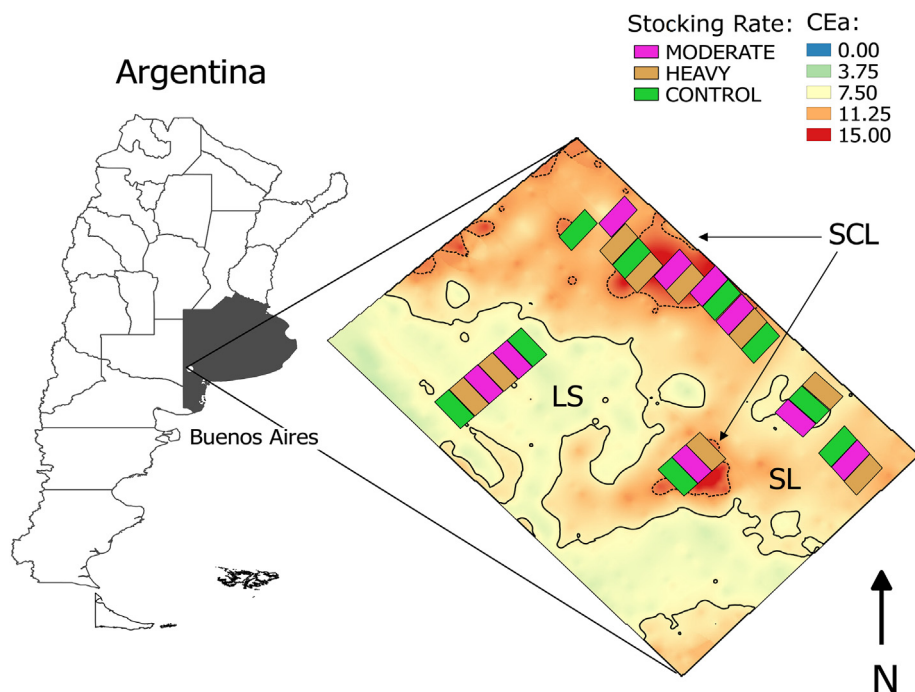 Stocking Rate:
MODERATE
HEAVY
CONTROL
CEa:
0.00
3.75
7.50
11.25
15.00
Argentina
SCL
LS
Buenos Aires
SL
N